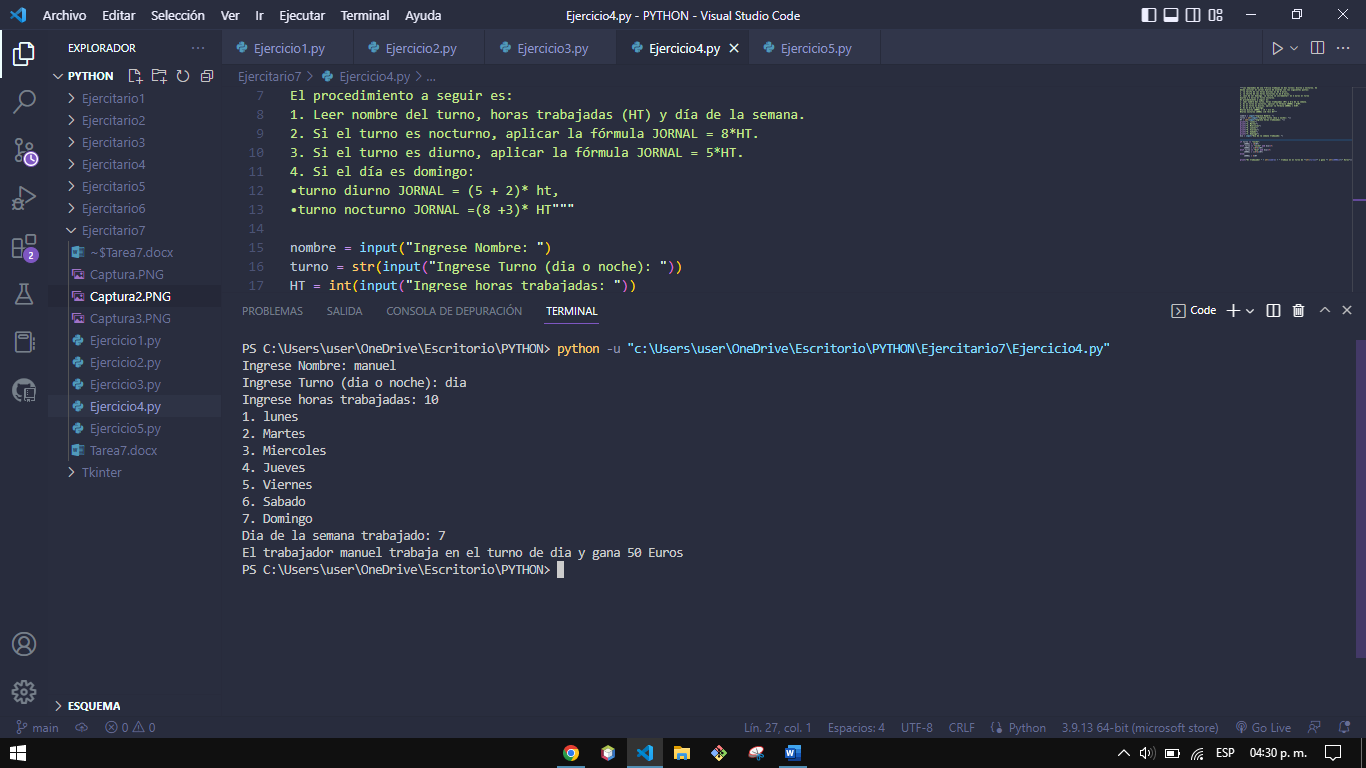 Archivo Editar Selección Ver Ir Ejecutar Terminal Ayuda
Ejercicio4.py - PYTHON - Visual Studio Code
EXPLORADOR
PYTHON
Ejercitario1
Ejercitario2
Ejercitario3
Ejercitario4
Ejercitario5
Ejercitario6
Ejercitario7
~$Tarea7.docx
Captura.PNG
Captura2.PNG
Captura3.PNG
Ejercicio1.py
Ejercicio2.py
Ejercicio3.py
Ejercicio4.py
Ejercicio5.py
Tarea7.docx
Tkinter
ESQUEMA
2
Ejercicio1.py Ejercicio2.py Ejercicio3.py Ejercicio4.py Ejercicio5.py
Ejercitario7 > Ejercicio4.py > ...
7 El procedimiento a seguir es:
8 1. Leer nombre del turno, horas trabajadas (HT) y día de la semana.
9 2. Si el turno es nocturno, aplicar la fórmula JORNAL = 8*HT.
10 3. Si el turno es diurno, aplicar la fórmula JORNAL = 5*HT.
11 4. Si el día es domingo:
12 •turno diurno JORNAL = (5 + 2)* ht,
13 •turno nocturno JORNAL =(8 +3)* HT"""
14
15 nombre = input("Ingrese Nombre: ")
16 turno = str(input("Ingrese Turno (dia o noche): "))
17 HT = int(input("Ingrese horas trabajadas: "))
PROBLEMAS SALIDA CONSOLA DE DEPURACIÓN TERMINAL
Code
PS C:\Users\user\OneDrive\Escritorio\PYTHON> python -u "c:\Users\user\OneDrive\Escritorio\PYTHON\Ejercitario7\Ejercicio4.py"
Ingrese Nombre: manuel
Ingrese Turno (dia o noche): dia
Ingrese horas trabajadas: 10
1. lunes
2. Martes
3. Miercoles
4. Jueves
5. Viernes
6. Sabado
7. Domingo
Dia de la semana trabajado: 7
El trabajador manuel trabaja en el turno de dia y gana 50 Euros
PS C:\Users\user\OneDrive\Escritorio\PYTHON>
main 0 0
Lín. 27, col. 1 Espacios: 4 UTF-8 CRLF Python 3.9.13 64-bit (microsoft store) Go Live
ESP 04:30 p. m.